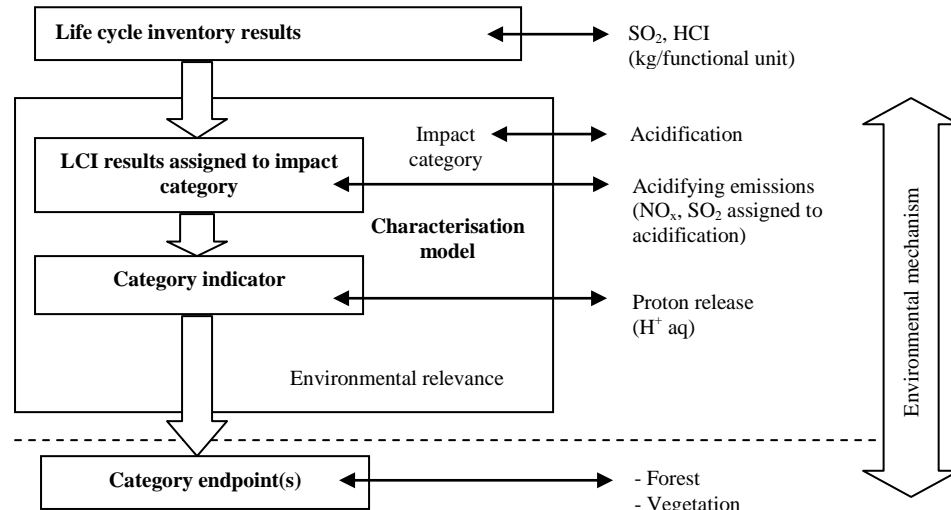 Life cycle inventory results
SO₂, HCI
(kg/functional unit)
Impact
category
Acidification
LCI results assigned to impact
category
Acidifying emissions
(NOₓ, SO₂ assigned to
acidification)
Characterisation
model
Category indicator
Proton release
(H⁺ aq)
Environmental relevance
Environmental mechanism
Category endpoint(s)
- Forest
- Vegetation